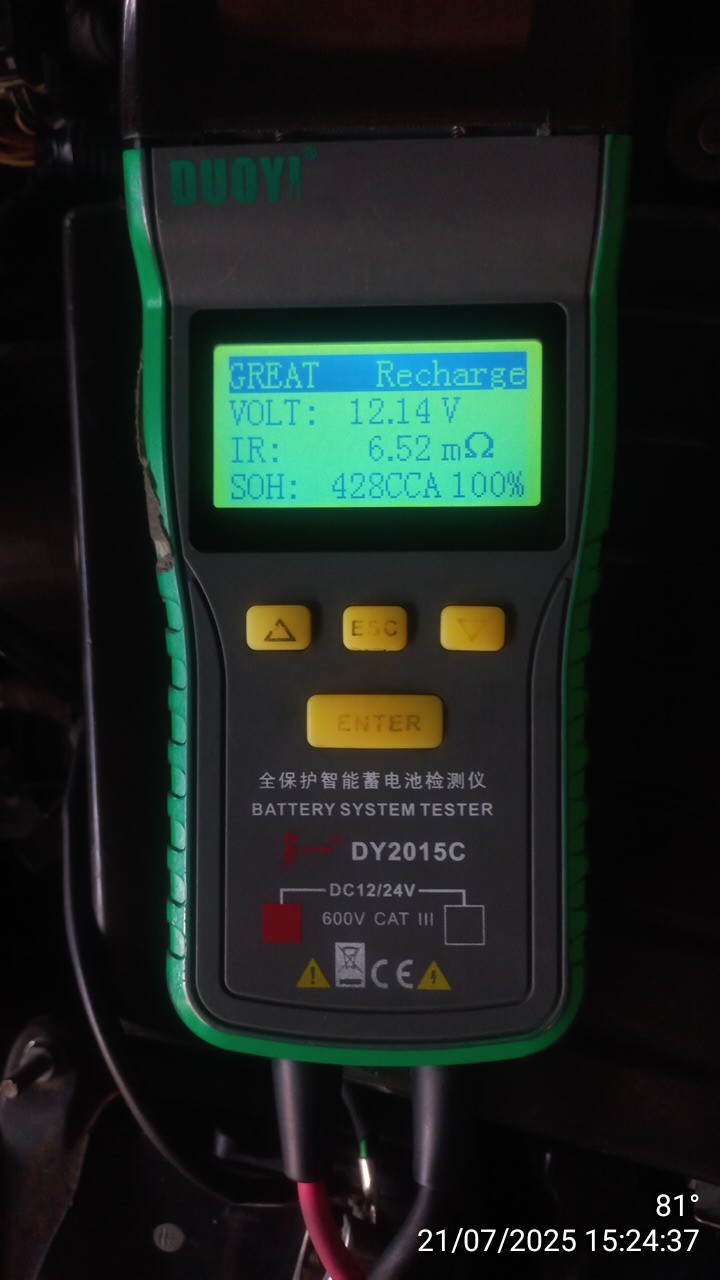 DUOYI®
GREAT Recharge
VOLT: 12.14 V
IR: 6.52 mΩ
SOH: 428CCA 100%
ESC
ENTER
全保护智能蓄电池检测仪
BATTERY SYSTEM TESTER
DY2015C
DC12/24V
600V CAT III
CE
81°
21/07/2025 15:24:37